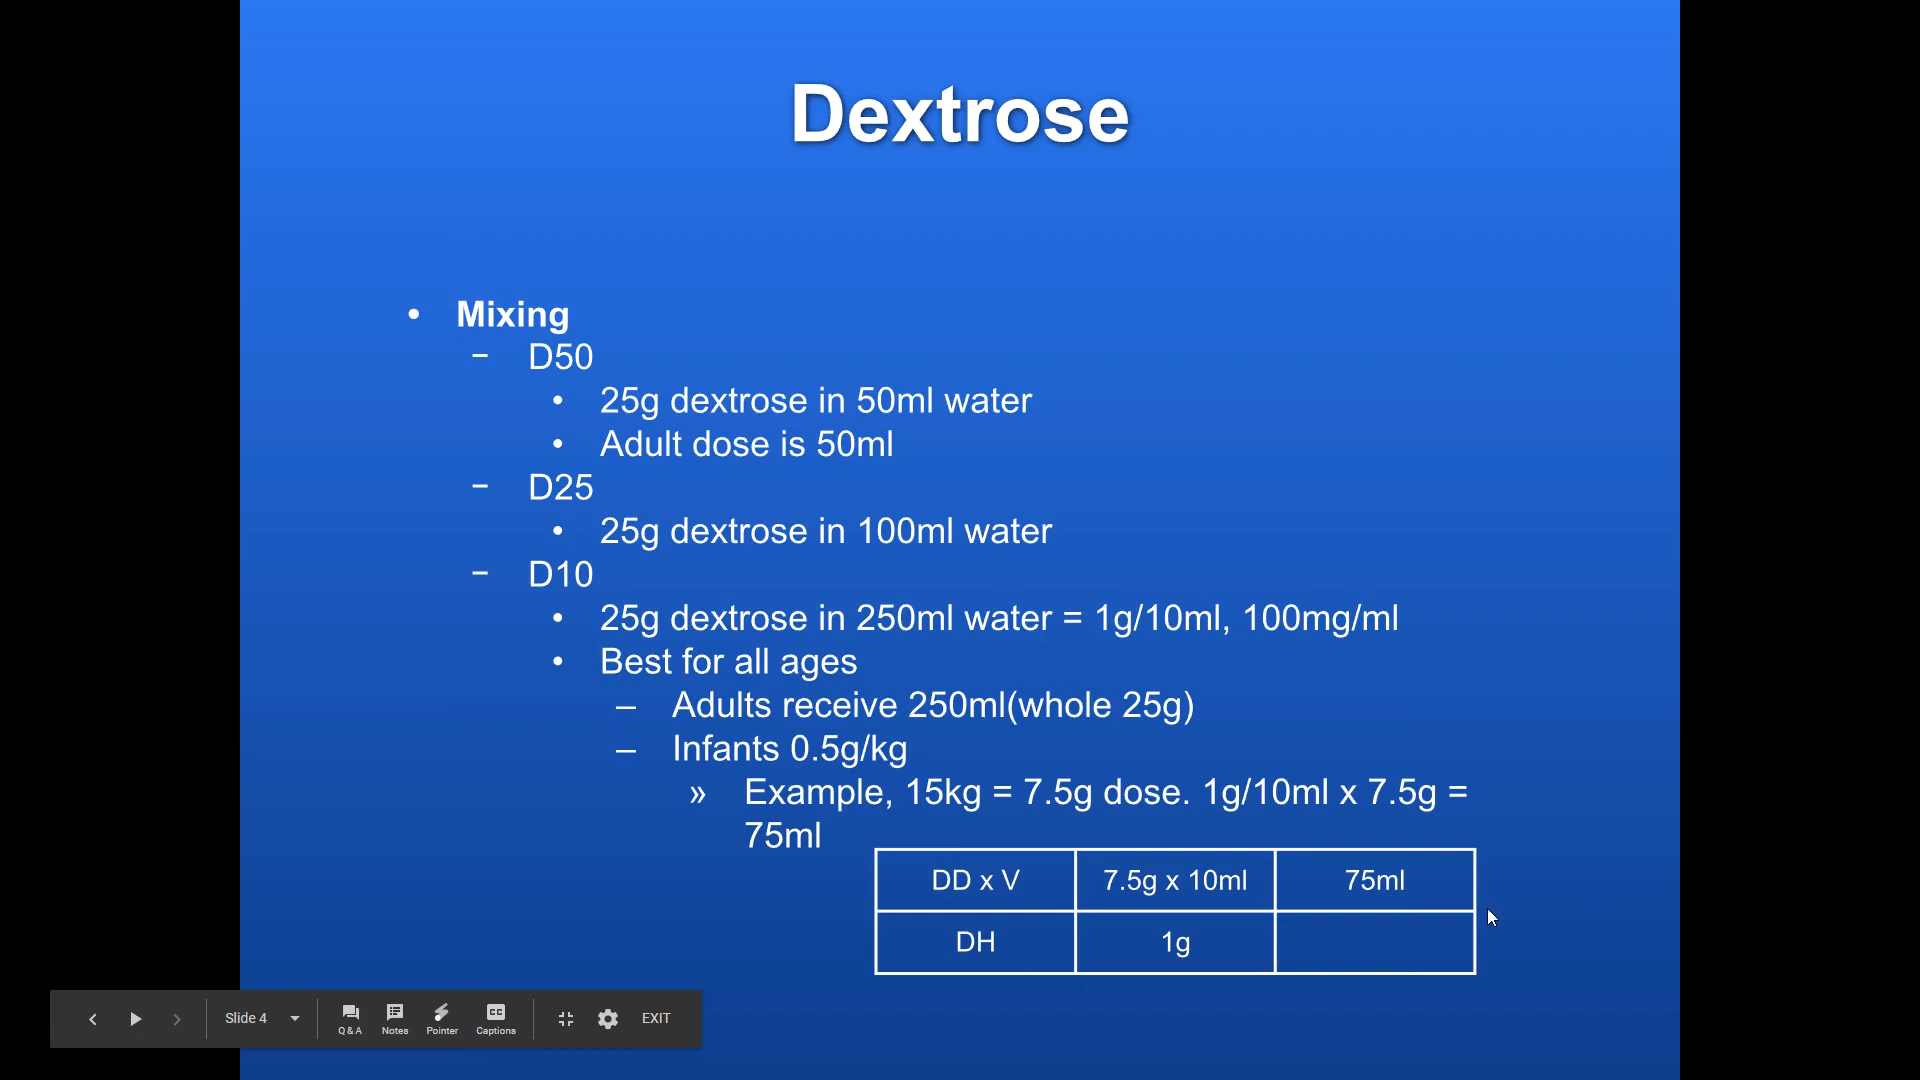 Dextrose
• Mixing
− D50
• 25g dextrose in 50ml water
• Adult dose is 50ml
− D25
• 25g dextrose in 100ml water
− D10
• 25g dextrose in 250ml water = 1g/10ml, 100mg/ml
• Best for all ages
– Adults receive 250ml(whole 25g)
– Infants 0.5g/kg
» Example, 15kg = 7.5g dose. 1g/10ml x 7.5g =
75ml
DD x V 7.5g x 10ml 75ml
DH 1g
Slide 4 Q & A Notes Pointer Captions EXIT